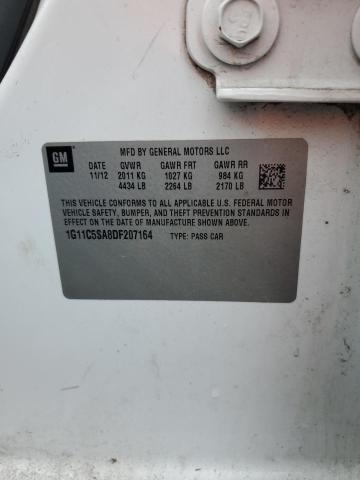 GM
MFD BY GENERAL MOTORS LLC
DATE GVWR GAWR FRT GAWR RR
11/12 2011 KG 1027 KG 984 KG
4434 LB 2264 LB 2170 LB
THIS VEHICLE CONFORMS TO ALL APPLICABLE U.S. FEDERAL MOTOR
VEHICLE SAFETY, BUMPER, AND THEFT PREVENTION STANDARDS IN
EFFECT ON THE DATE OF MANUFACTURE SHOWN ABOVE.
1G11C5SA8DF207164 TYPE: PASS CAR